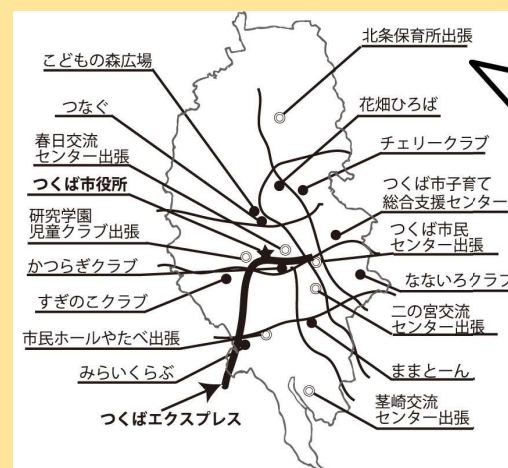 こどもの森広場
つなぐ
春日交流
センター出張
つくば市役所
研究学園
児童クラブ出張
かつらぎクラブ
すぎのこクラブ
市民ホールやたべ出張
みらいくらぶ
つくばエクスプレス
北条保育所出張
花畑ひろば
チェリークラブ
つくば市子育て
総合支援センター
つくば市民
センター出張
なないろクラブ
二の宮交流
センター出張
ままとーん
茎崎交流
センター出張